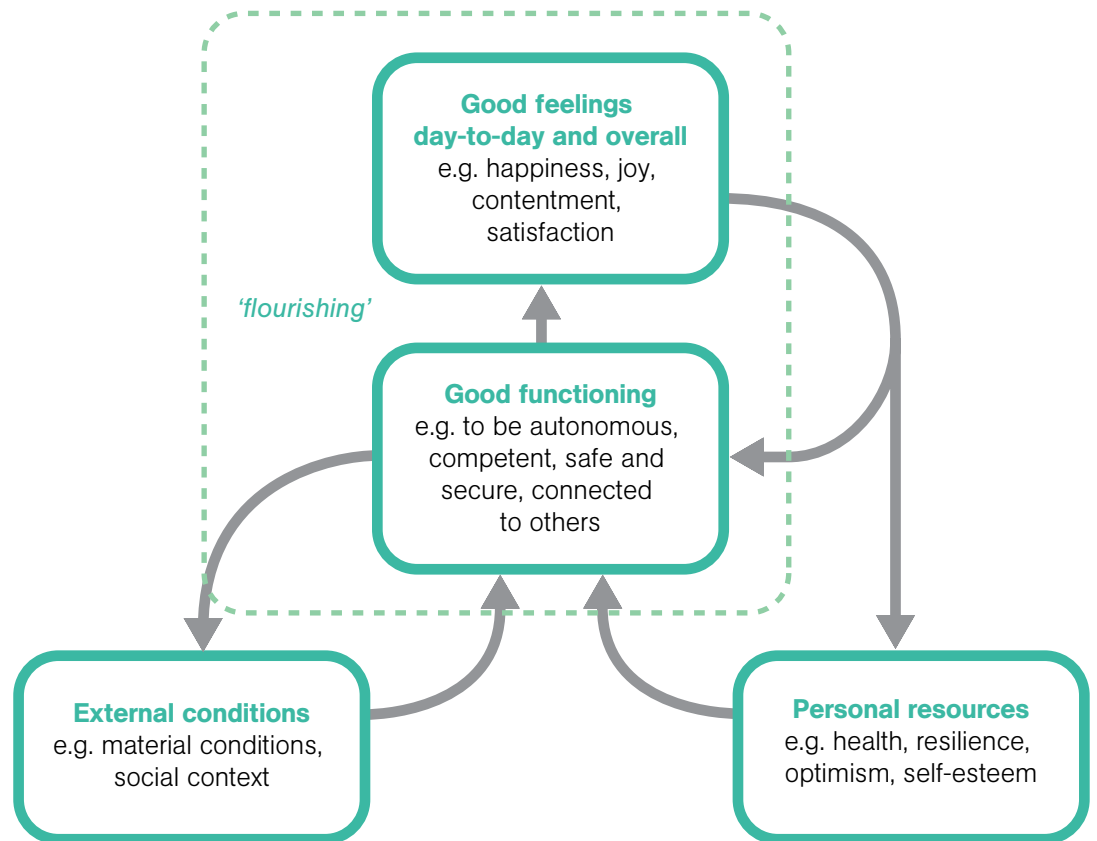 Good feelings
day-to-day and overall
e.g. happiness, joy,
contentment,
satisfaction
‘flourishing’
Good functioning
e.g. to be autonomous,
competent, safe and
secure, connected
to others
External conditions
e.g. material conditions,
social context
Personal resources
e.g. health, resilience,
optimism, self-esteem